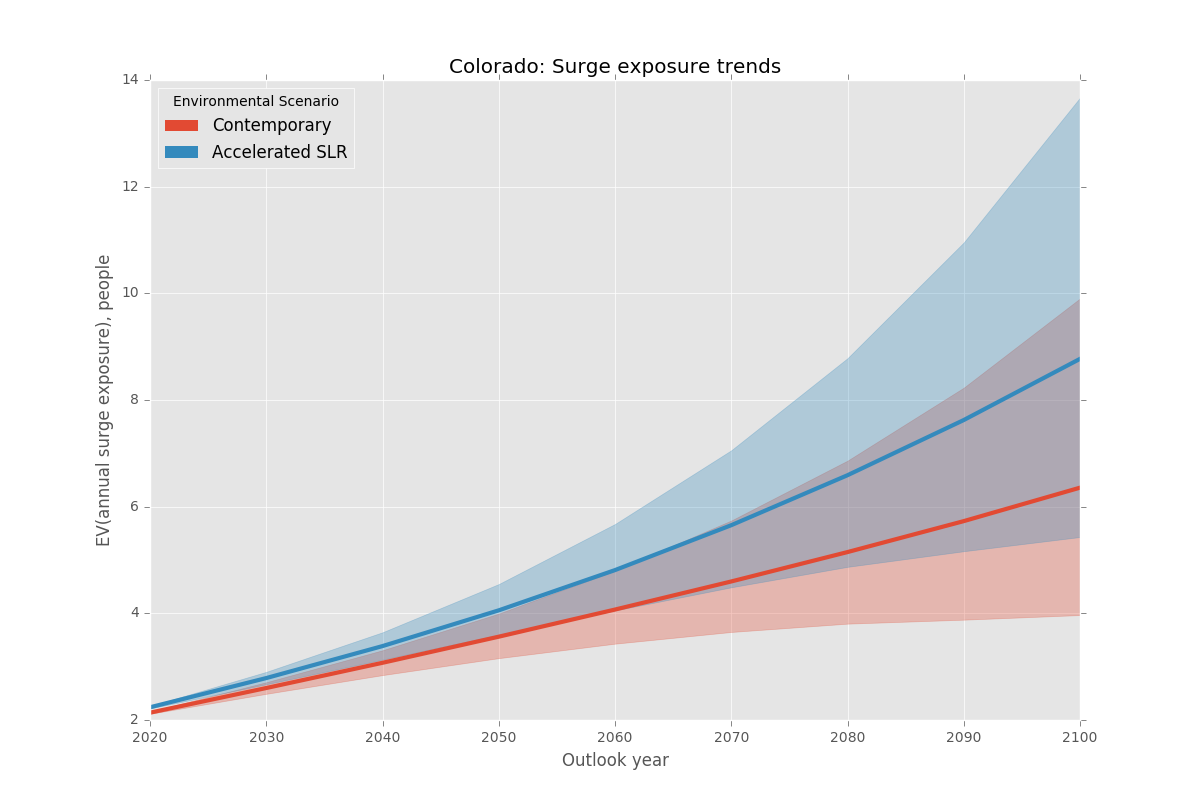 Colorado: Surge exposure trends
Environmental Scenario
Contemporary
Accelerated SLR
EV(annual surge exposure), people
14
12
10
8
6
4
2
2020 2030 2040 2050 2060 2070 2080 2090 2100
Outlook year